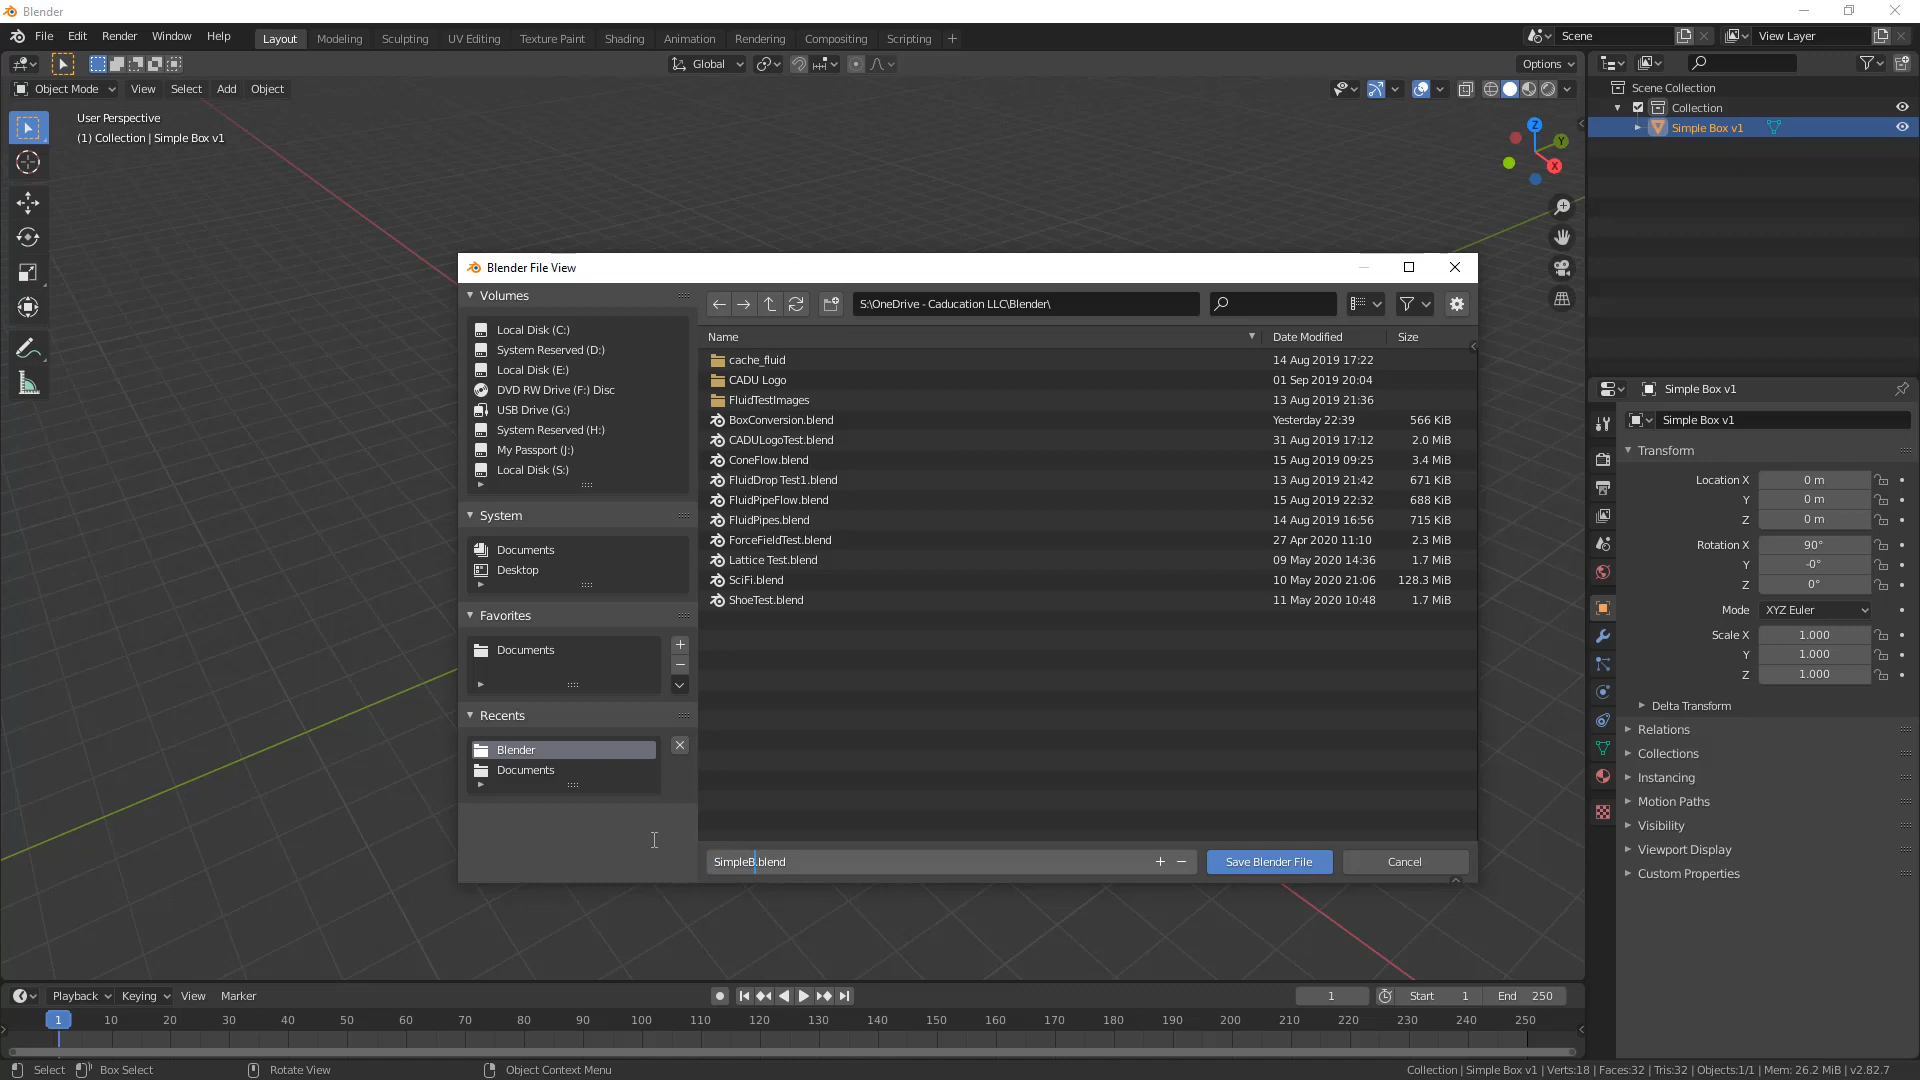 Blender
File Edit Render Window Help
Layout Modeling Sculpting UV Editing Texture Paint Shading Animation Rendering Compositing Scripting +
Scene
View Layer
Global
Options
Object Mode View Select Add Object
User Perspective
(1) Collection | Simple Box v1
Z
Y
X
Scene Collection
Collection
Simple Box v1
Blender File View
Volumes
Local Disk (C:)
System Reserved (D:)
Local Disk (E:)
DVD RW Drive (F:) Disc
USB Drive (G:)
System Reserved (H:)
My Passport (J:)
Local Disk (S:)
System
Documents
Desktop
Favorites
Documents
Recents
Blender
Documents
S:\OneDrive - Caducation LLC\Blender\
Name Date Modified Size
cache_fluid 14 Aug 2019 17:22
CADU Logo 01 Sep 2019 20:04
FluidTestImages 13 Aug 2019 21:36
BoxConversion.blend Yesterday 22:39 566 KiB
CADULogoTest.blend 31 Aug 2019 17:12 2.0 MiB
ConeFlow.blend 15 Aug 2019 09:25 3.4 MiB
FluidDrop Test1.blend 13 Aug 2019 21:42 671 KiB
FluidPipeFlow.blend 15 Aug 2019 22:32 688 KiB
FluidPipes.blend 14 Aug 2019 16:56 715 KiB
ForceFieldTest.blend 27 Apr 2020 11:10 2.3 MiB
Lattice Test.blend 09 May 2020 14:36 1.7 MiB
SciFi.blend 10 May 2020 21:06 128.3 MiB
ShoeTest.blend 11 May 2020 10:48 1.7 MiB
SimpleB.blend + −
Save Blender File
Cancel
Simple Box v1
Simple Box v1
Transform
Location X 0 m
Y 0 m
Z 0 m
Rotation X 90°
Y -0°
Z 0°
Mode XYZ Euler
Scale X 1.000
Y 1.000
Z 1.000
Delta Transform
Relations
Collections
Instancing
Motion Paths
Visibility
Viewport Display
Custom Properties
Playback Keying View Marker
1
Start 1 End 250
1 10 20 30 40 50 60 70 80 90 100 110 120 130 140 150 160 170 180 190 200 210 220 230 240 250
Select Box Select Rotate View Object Context Menu
Collection | Simple Box v1 | Verts:18 | Faces:32 | Tris:32 | Objects:1/1 | Mem: 26.2 MiB | v2.82.7